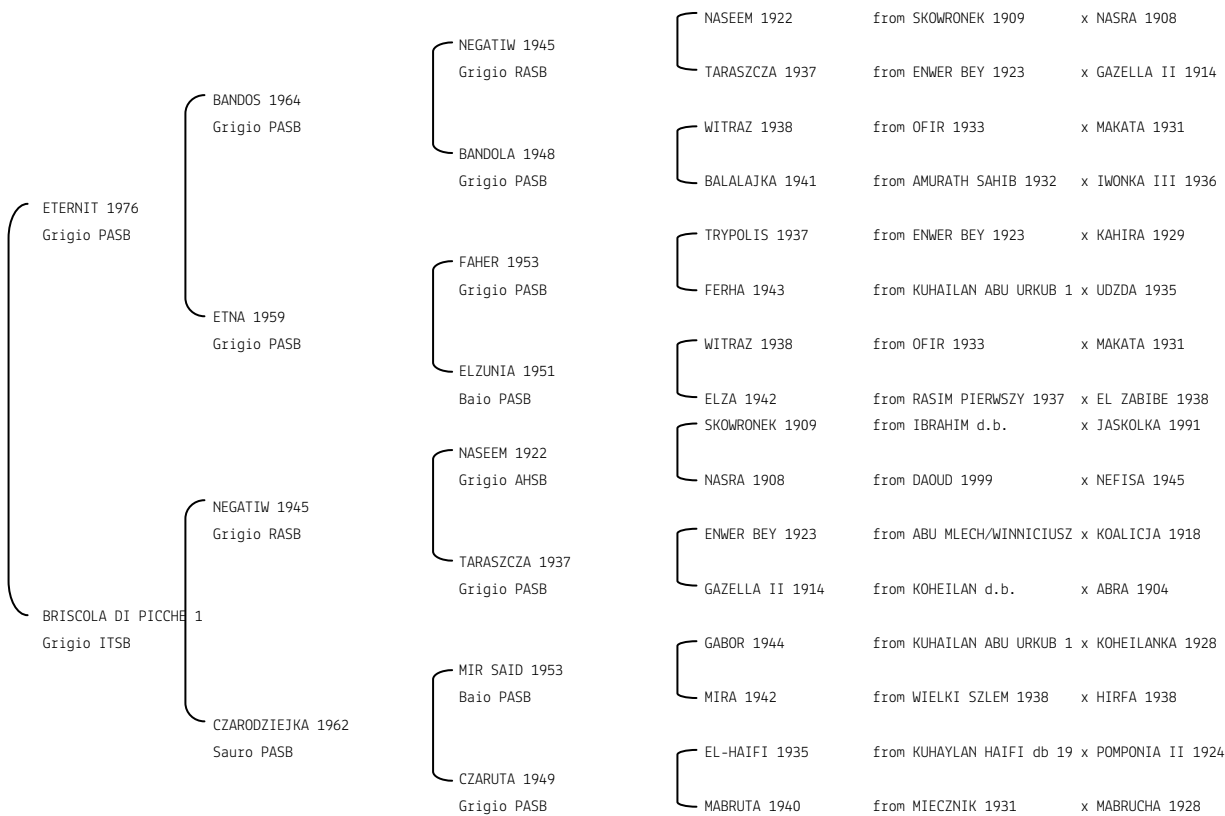 NASEEM 1922 from SKOWRONEK 1909 x NASRA 1908
NEGATIW 1945
Grigio RASB
TARASZCZA 1937 from ENWER BEY 1923 x GAZELLA II 1914
BANDOS 1964
Grigio PASB
WITRAZ 1938 from OFIR 1933 x MAKATA 1931
BANDOLA 1948
Grigio PASB
BALALAJKA 1941 from AMURATH SAHIB 1932 x IWONKA III 1936
ETERNIT 1976
Grigio PASB
TRYPOLIS 1937 from ENWER BEY 1923 x KAHIRA 1929
FAHER 1953
Grigio PASB
FERHA 1943 from KUHAILAN ABU URKUB 1 x UDZDA 1935
ETNA 1959
Grigio PASB
WITRAZ 1938 from OFIR 1933 x MAKATA 1931
ELZUNIA 1951
Baio PASB
ELZA 1942 from RASIM PIERWSZY 1937 x EL ZABIBE 1938
SKOWRONEK 1909 from IBRAHIM d.b. x JASKOLKA 1991
NASEEM 1922
Grigio AHSB
NASRA 1908 from DAOUD 1999 x NEFISA 1945
NEGATIW 1945
Grigio RASB
ENWER BEY 1923 from ABU MLECH/WINNICIUSZ x KOALICJA 1918
TARASZCZA 1937
Grigio PASB
GAZELLA II 1914 from KOHEILAN d.b. x ABRA 1904
BRISCOLA DI PICCHE 1
Grigio ITSB
GABOR 1944 from KUHAILAN ABU URKUB 1 x KOHEILANKA 1928
MIR SAID 1953
Baio PASB
MIRA 1942 from WIELKI SZLEM 1938 x HIRFA 1938
CZARODZIEJKA 1962
Sauro PASB
EL-HAIFI 1935 from KUHAYLAN HAIFI db 19 x POMPONIA II 1924
CZARUTA 1949
Grigio PASB
MABRUTA 1940 from MIECZNIK 1931 x MABRUCHA 1928